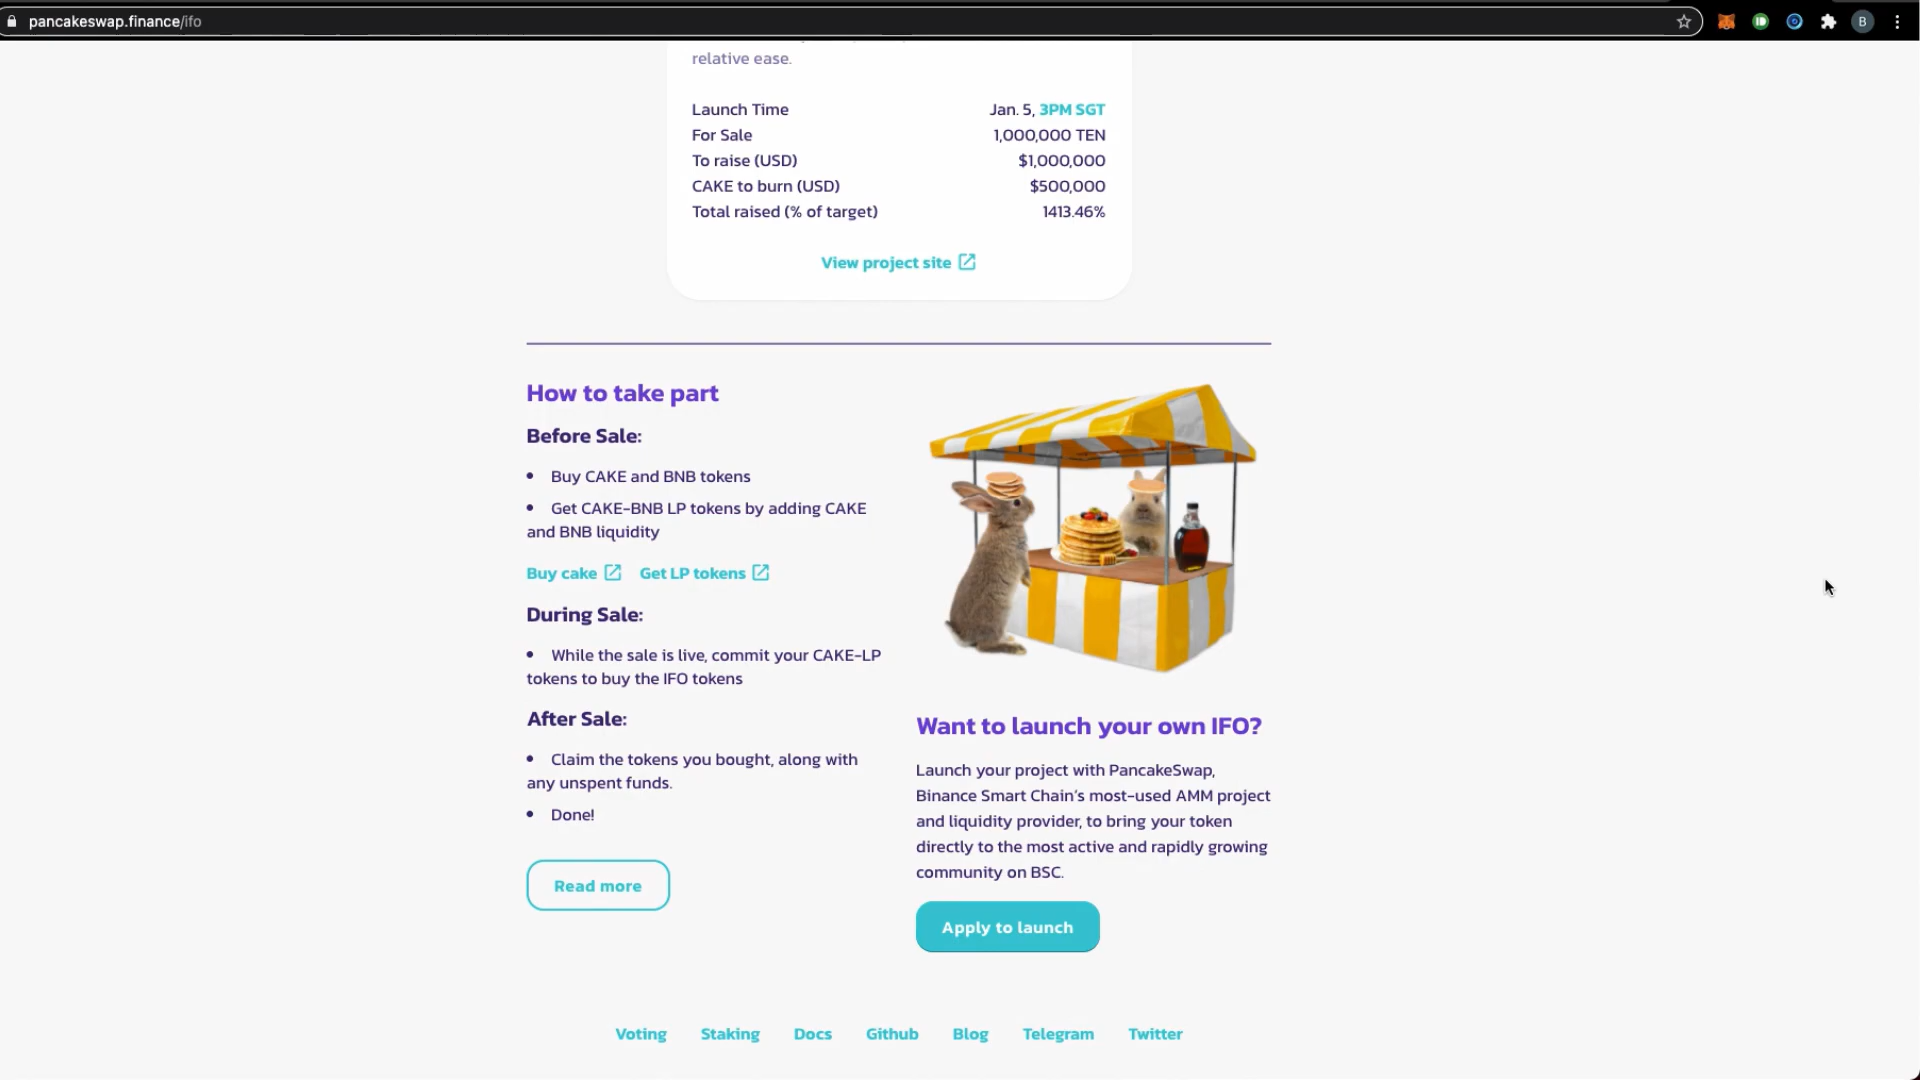 pancakeswap.finance/ifo
B
relative ease.
Launch Time Jan. 5, 3PM SGT
For Sale 1,000,000 TEN
To raise (USD) $1,000,000
CAKE to burn (USD) $500,000
Total raised (% of target) 1413.46%
View project site
How to take part
Before Sale:
• Buy CAKE and BNB tokens
• Get CAKE-BNB LP tokens by adding CAKE
and BNB liquidity
Buy cake Get LP tokens
During Sale:
• While the sale is live, commit your CAKE-LP
tokens to buy the IFO tokens
After Sale:
• Claim the tokens you bought, along with
any unspent funds.
• Done!
Read more
Want to launch your own IFO?
Launch your project with PancakeSwap,
Binance Smart Chain’s most-used AMM project
and liquidity provider, to bring your token
directly to the most active and rapidly growing
community on BSC.
Apply to launch
Voting Staking Docs Github Blog Telegram Twitter